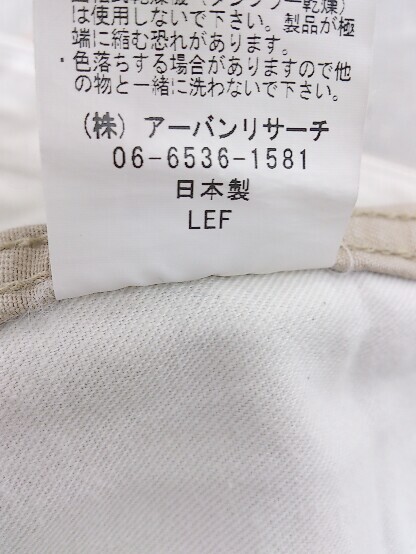 は使用しないで下さい。製品が極
端に縮む恐れがあります。
・色落ちする場合がありますので他
の物と一緒に洗わないで下さい。
(株) アーバンリサーチ
06-6536-1581
日本製
LEF